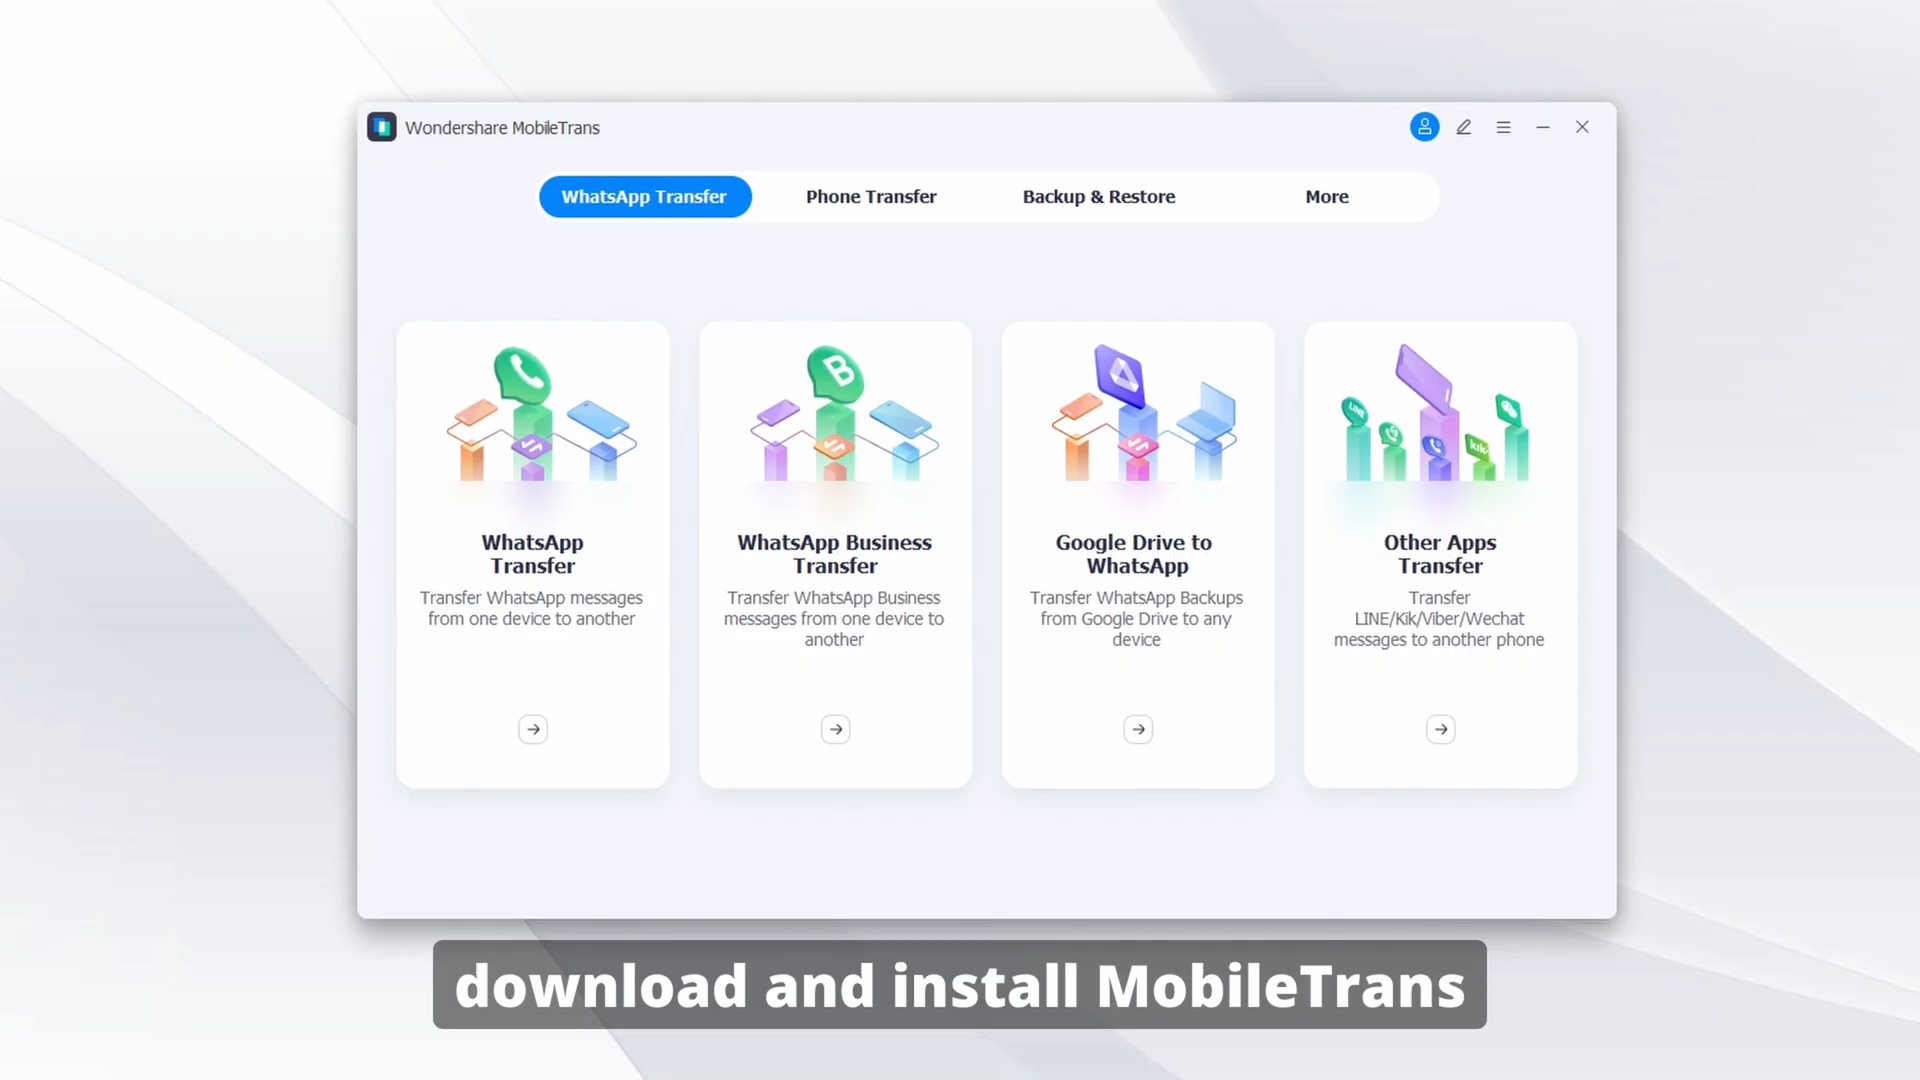 Wondershare MobileTrans
WhatsApp Transfer
Phone Transfer
Backup & Restore
More
LINE
kik
WhatsApp
Transfer
Transfer WhatsApp messages
from one device to another
B
WhatsApp Business
Transfer
Transfer WhatsApp Business
messages from one device to
another
Google Drive to
WhatsApp
Transfer WhatsApp Backups
from Google Drive to any
device
Other Apps
Transfer
Transfer
LINE/Kik/Viber/Wechat
messages to another phone
download and install MobileTrans